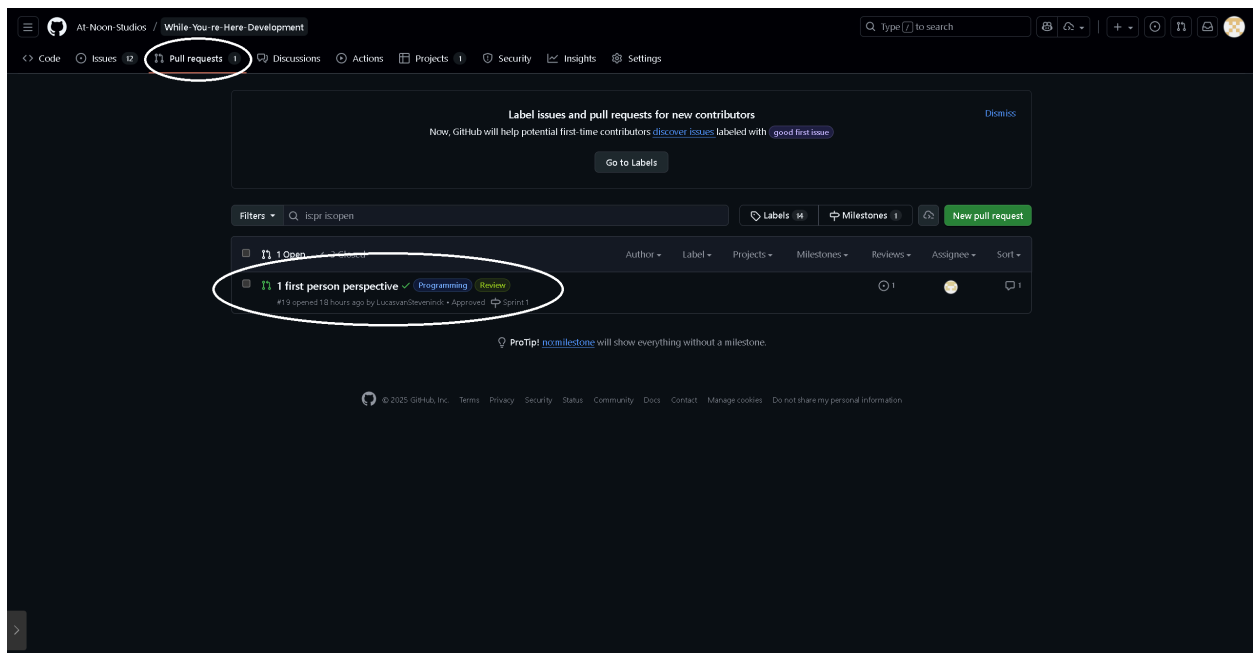 At-Noon-Studios / While-You-re-Here-Development
Type / to search
Code Issues 12 Pull requests 1 Discussions Actions Projects 1 Security Insights Settings
Label issues and pull requests for new contributors
Dismiss
Now, GitHub will help potential first-time contributors discover issues labeled with good first issue
Go to Labels
Filters is:pr is:open Labels 14 Milestones 1 New pull request
1 Open Closed Author Label Projects Milestones Reviews Assignee Sort
1 first person perspective Programming Review 1 1
#19 opened 18 hours ago by LucasvanSteveninck • Approved Sprint 1
ProTip! no:milestone will show everything without a milestone.
© 2025 GitHub, Inc. Terms Privacy Security Status Community Docs Contact Manage cookies Do not share my personal information